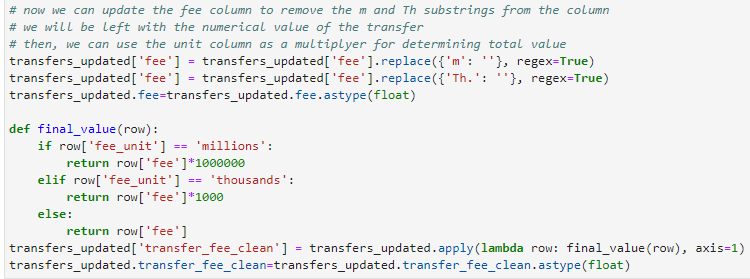 # now we can update the fee column to remove the m and Th substrings from the column
# we will be left with the numerical value of the transfer
# then, we can use the unit column as a multiplyer for determining total value
transfers_updated['fee'] = transfers_updated['fee'].replace({'m': ''}, regex=True)
transfers_updated['fee'] = transfers_updated['fee'].replace({'Th.': ''}, regex=True)
transfers_updated.fee=transfers_updated.fee.astype(float)

def final_value(row):
    if row['fee_unit'] == 'millions':
        return row['fee']*1000000
    elif row['fee_unit'] == 'thousands':
        return row['fee']*1000
    else:
        return row['fee']
transfers_updated['transfer_fee_clean'] = transfers_updated.apply(lambda row: final_value(row), axis=1)
transfers_updated.transfer_fee_clean=transfers_updated.transfer_fee_clean.astype(float)